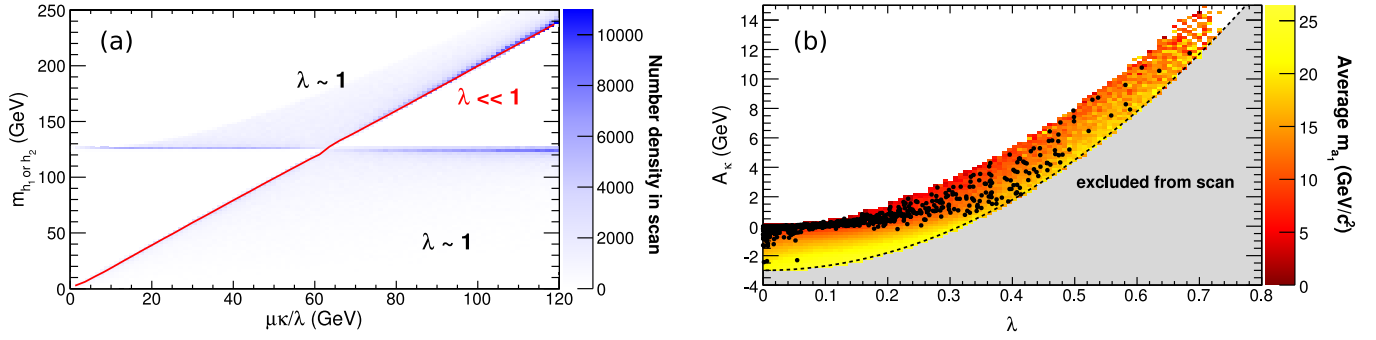 (a)
250
200
150
100
50
0
m_{h_1 or h_2} (GeV)
λ ~ 1
λ << 1
λ ~ 1
0 20 40 60 80 100 120
μκ/λ (GeV)
10000
8000
6000
4000
2000
0
Number density in scan
(b)
14
12
10
8
6
4
2
0
-2
-4
A_κ (GeV)
excluded from scan
0 0.1 0.2 0.3 0.4 0.5 0.6 0.7 0.8
λ
25
20
15
10
5
0
Average m_{a_1} (GeV/c²)